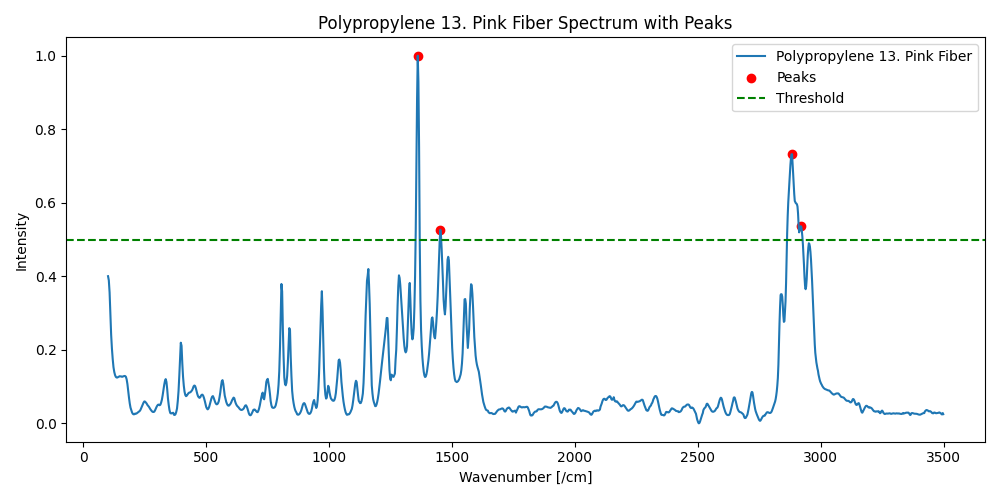 Polypropylene 13. Pink Fiber Spectrum with Peaks
Polypropylene 13. Pink Fiber
Peaks
Threshold
1.0
0.8
0.6
0.4
0.2
0.0
Intensity
0 500 1000 1500 2000 2500 3000 3500
Wavenumber [/cm]